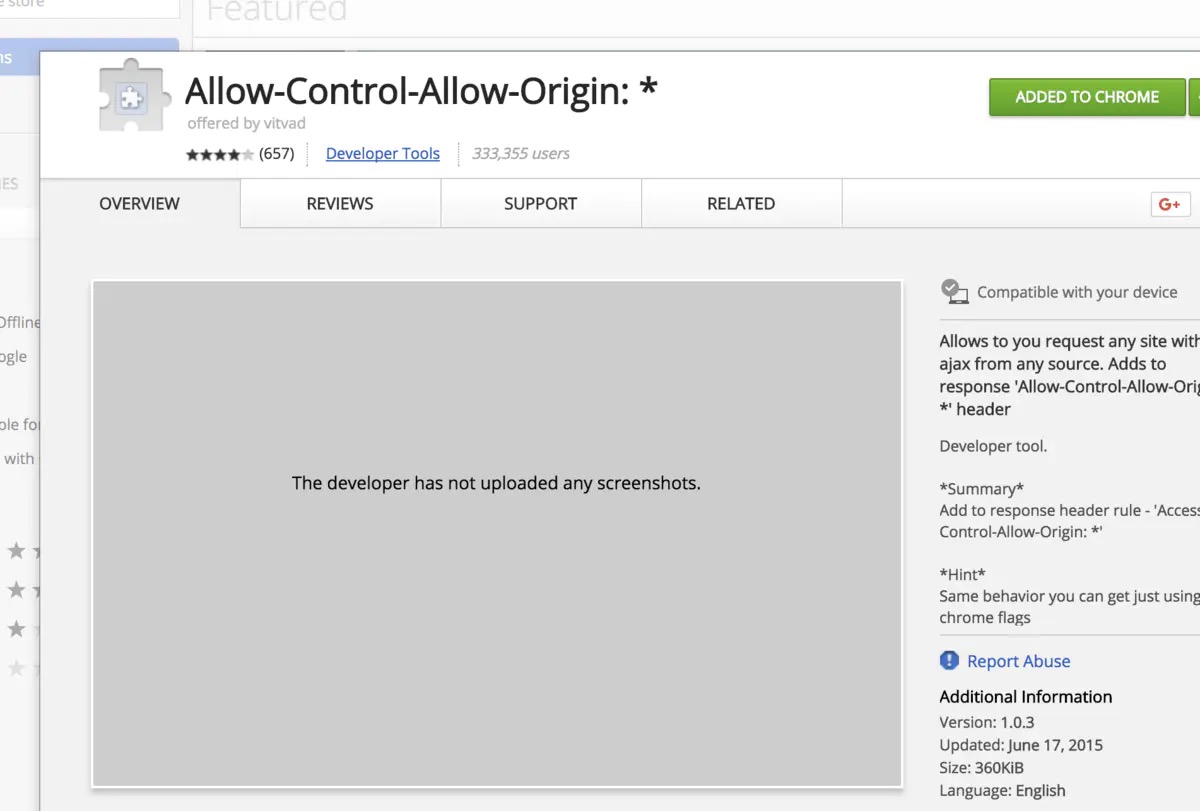 e store
Featured
ns
Allow-Control-Allow-Origin: *
offered by vitvad
(657)
Developer Tools
333,355 users
ADDED TO CHROME
OVERVIEW
REVIEWS
SUPPORT
RELATED
G+
IES
Offline
ogle
ole for
with
The developer has not uploaded any screenshots.
Compatible with your device
Allows to you request any site with
ajax from any source. Adds to
response 'Allow-Control-Allow-Orig
*' header
Developer tool.
*Summary*
Add to response header rule - 'Access
Control-Allow-Origin: *'
*Hint*
Same behavior you can get just using
chrome flags
Report Abuse
Additional Information
Version: 1.0.3
Updated: June 17, 2015
Size: 360KiB
Language: English